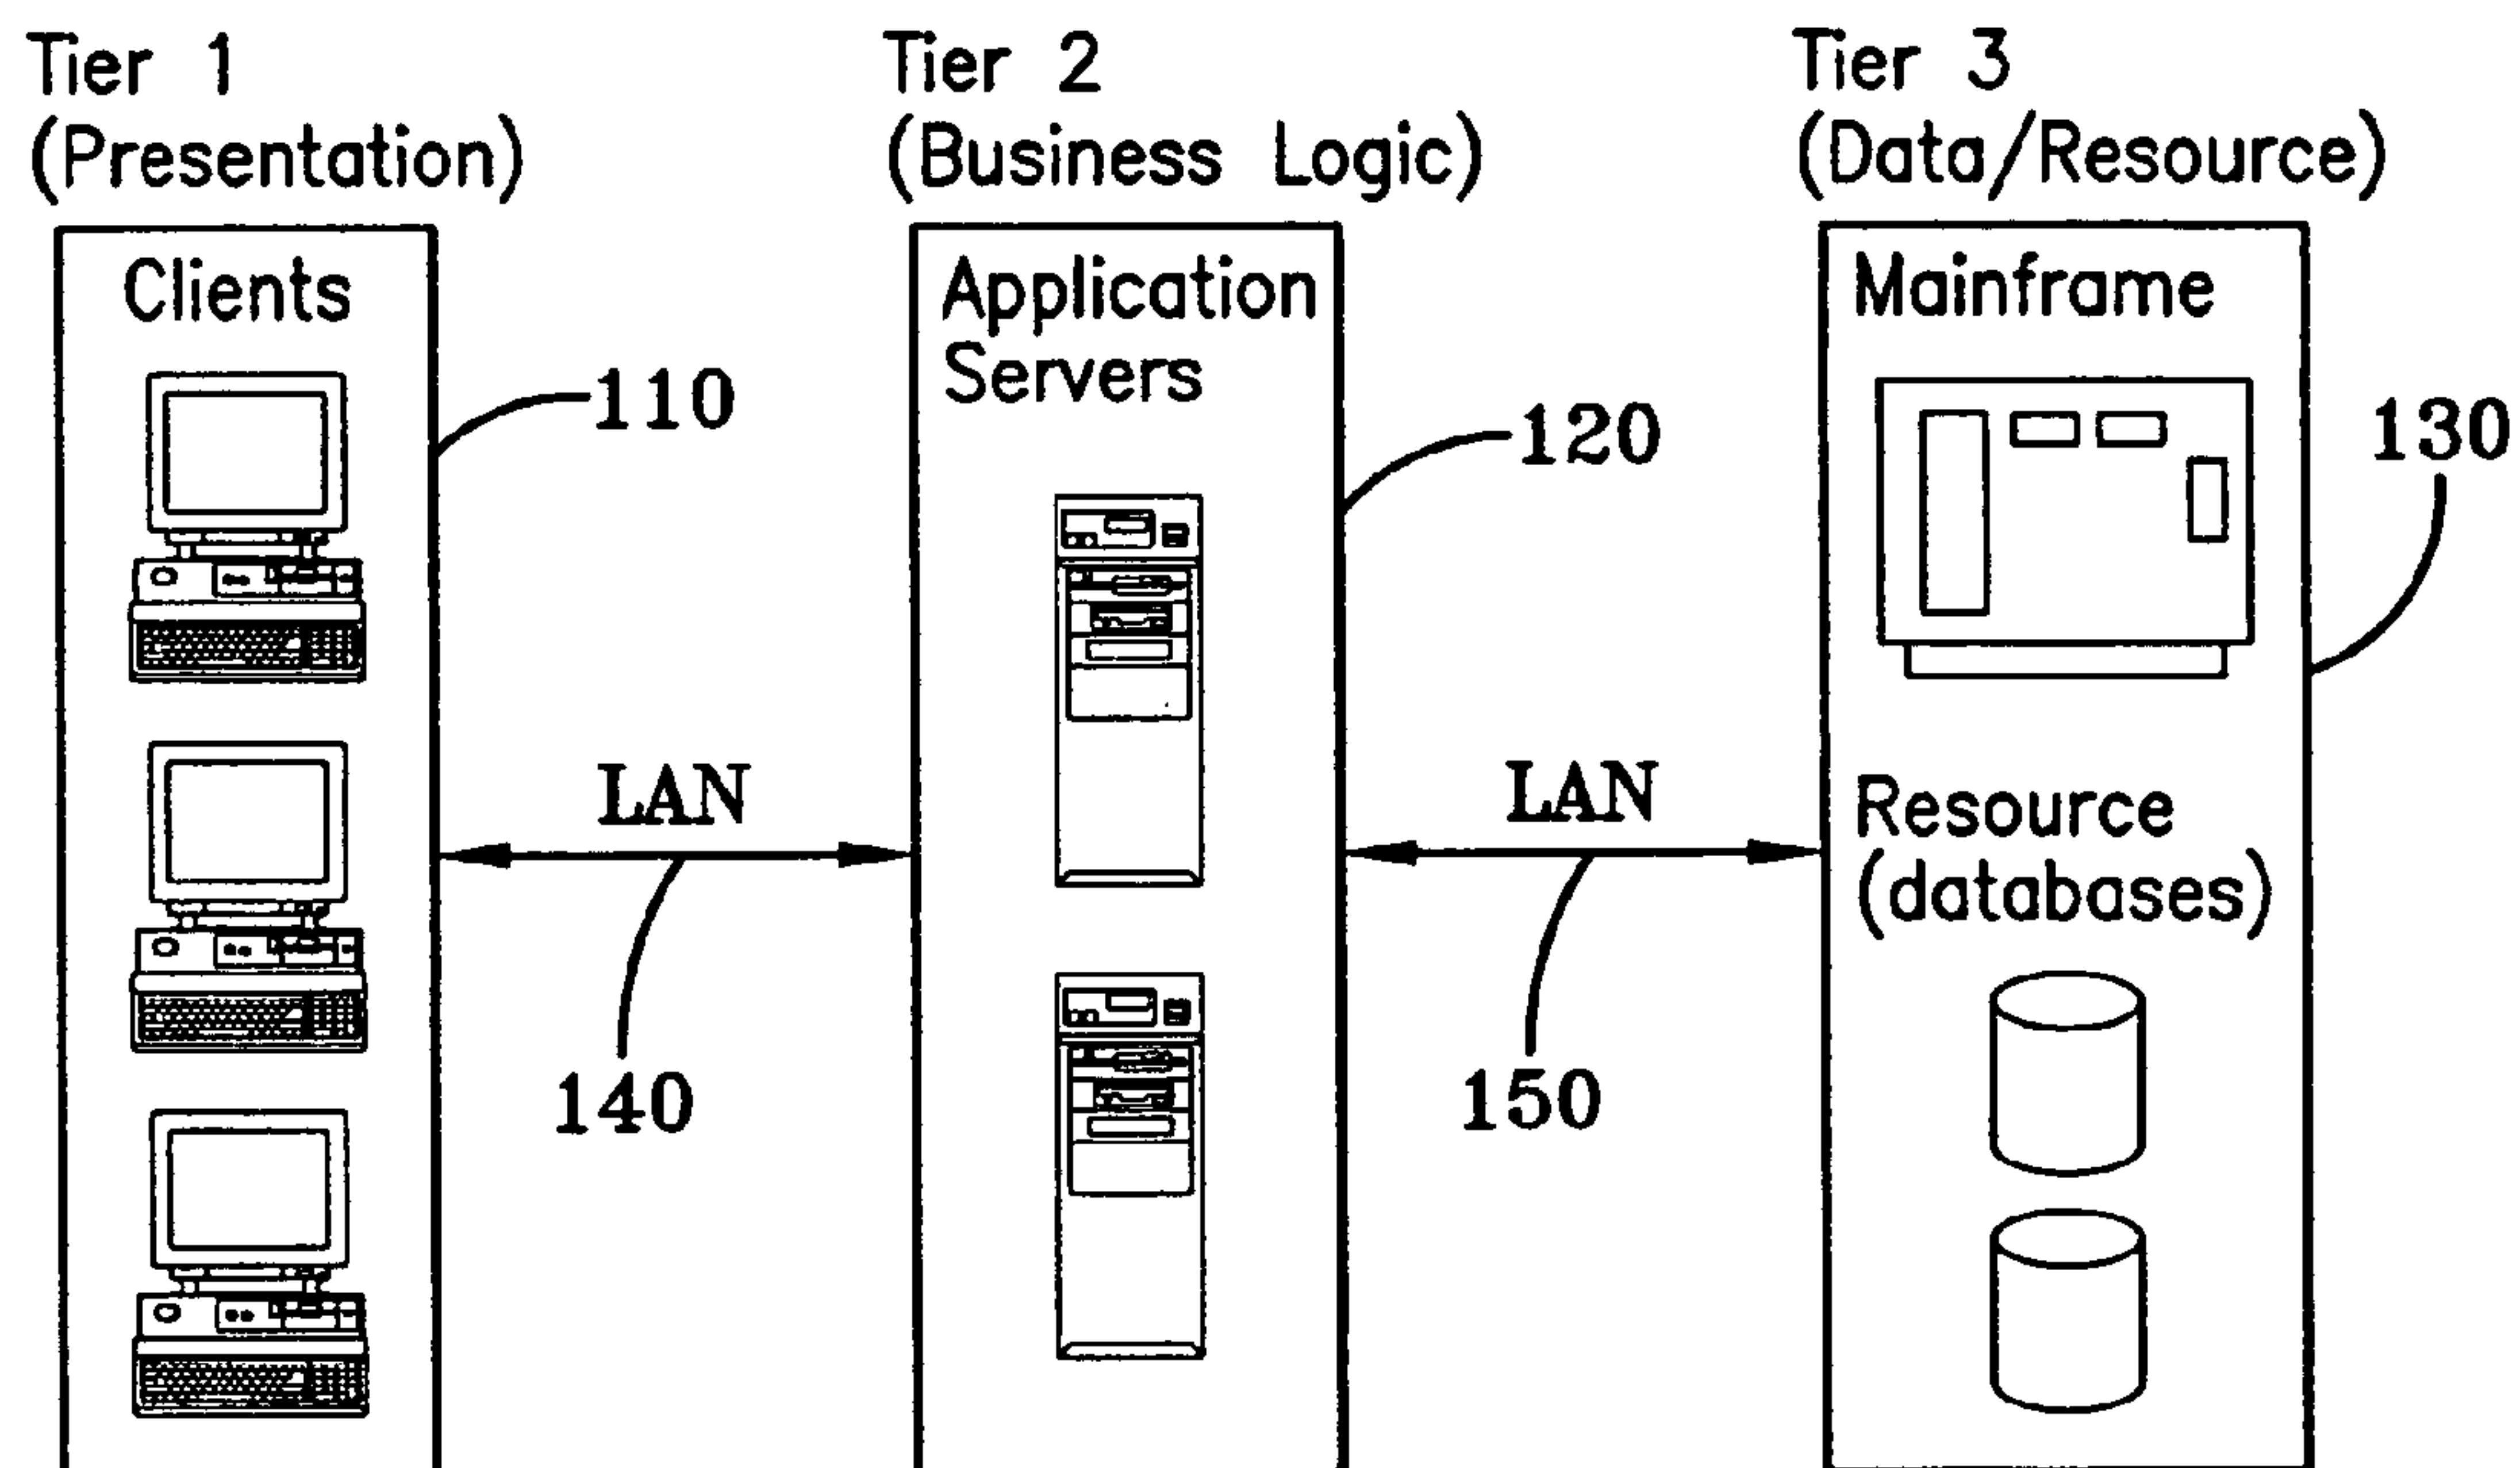 Tier 1
(Presentation)
Clients
110
LAN
140
Tier 2
(Business Logic)
Application
Servers
120
LAN
150
Tier 3
(Data/Resource)
Mainframe
130
Resource
(databases)